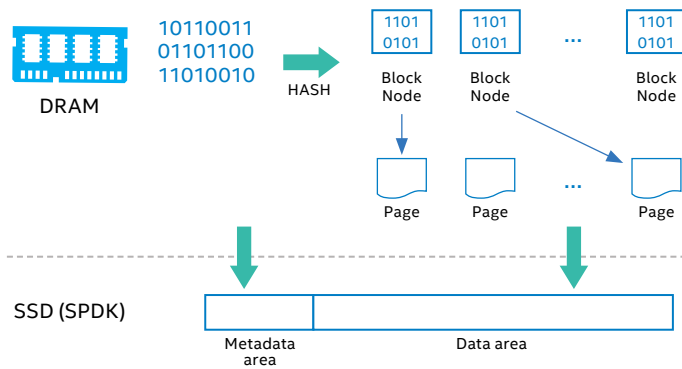 10110011
01101100
11010010
DRAM
HASH
1101
0101
Block
Node
1101
0101
Block
Node
...
1101
0101
Block
Node
Page
Page
...
Page
SSD (SPDK)
Metadata
area
Data area